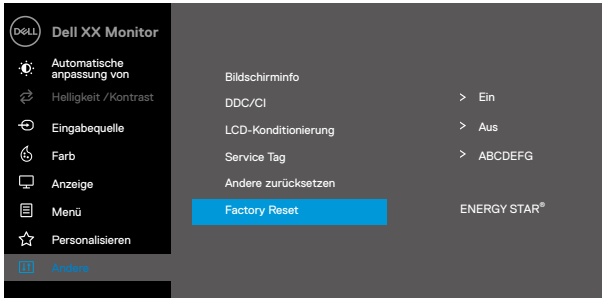 DELL Dell XX Monitor
Automatische
anpassung von
Helligkeit /Kontrast
Eingabequelle
Farb
Anzeige
Menü
Personalisieren
Andere
Bildschirminfo
DDC/CI > Ein
LCD-Konditionierung > Aus
Service Tag > ABCDEFG
Andere zurücksetzen
Factory Reset ENERGY STAR®